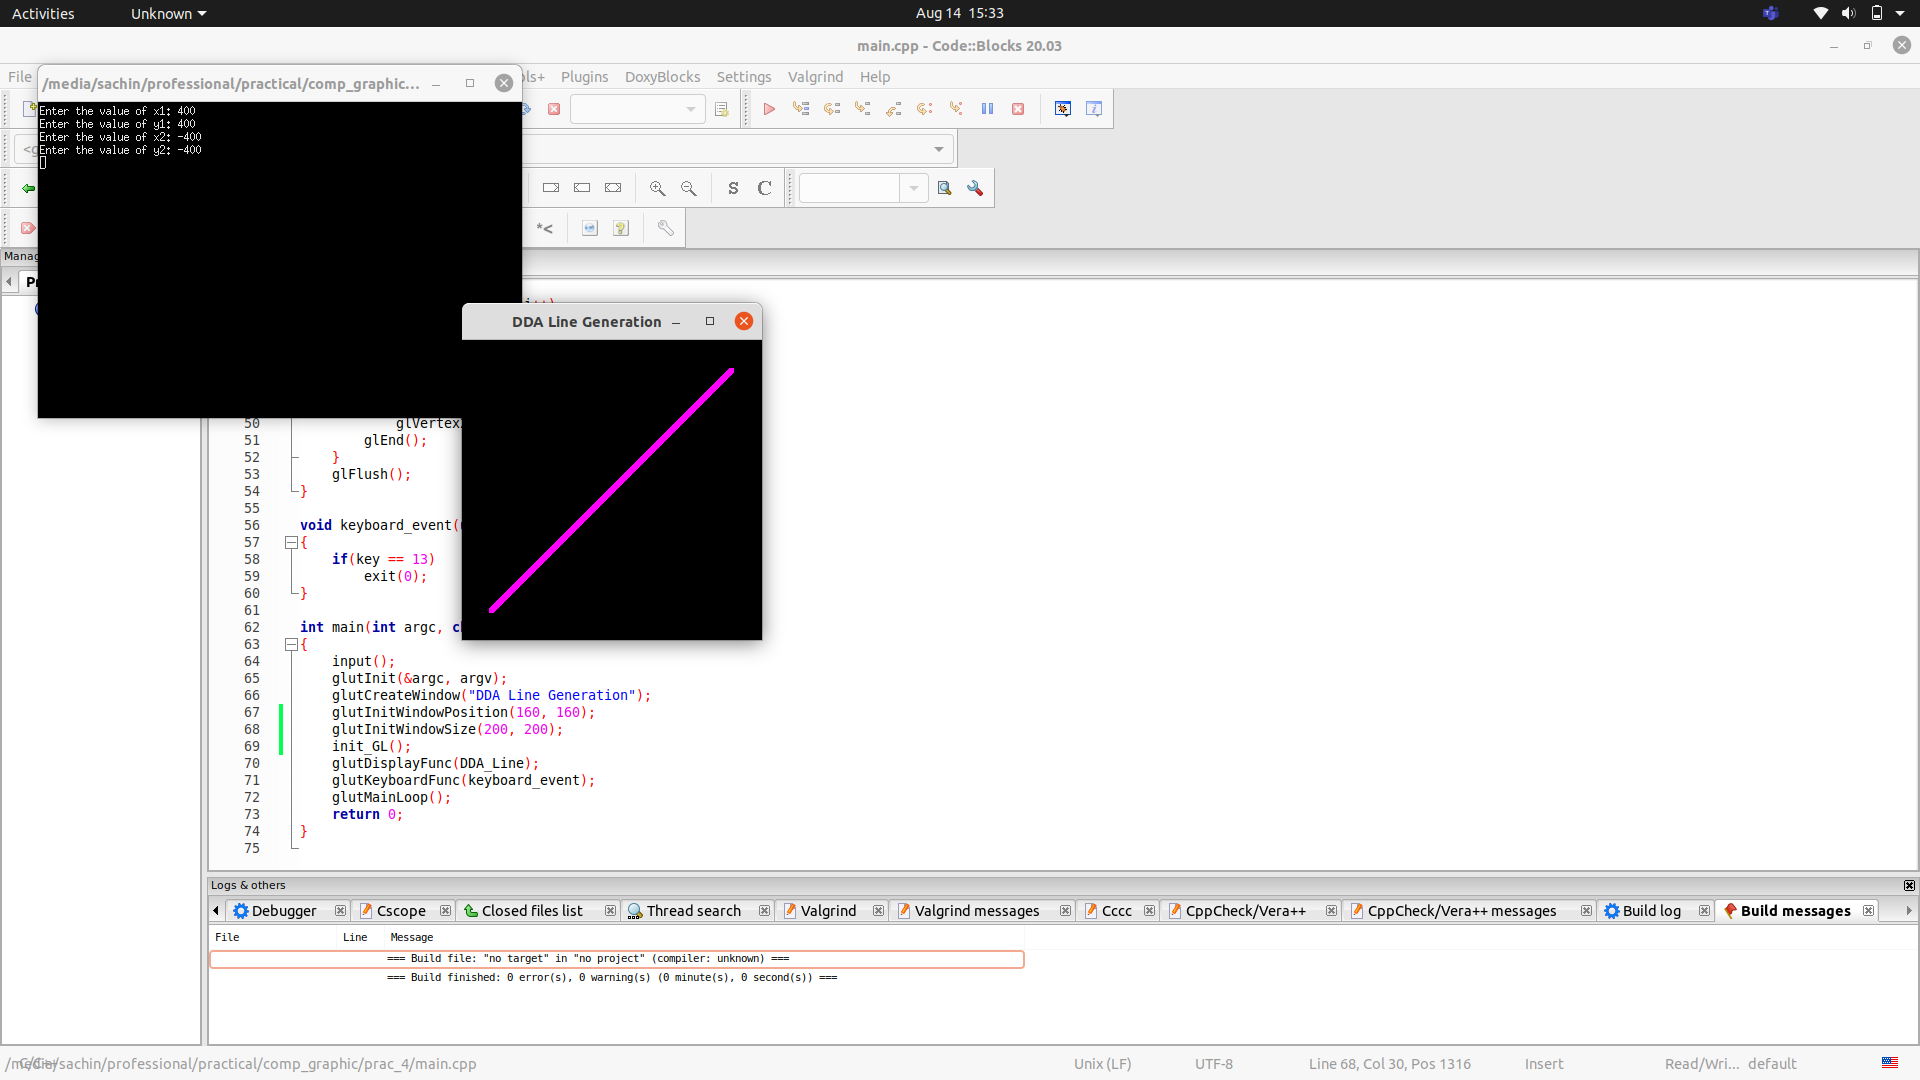 Activities Unknown Aug 14 15:33
main.cpp - Code::Blocks 20.03
File Plugins DoxyBlocks Settings Valgrind Help
/media/sachin/professional/practical/comp_graphic...
Enter the value of x1: 400
Enter the value of y1: 400
Enter the value of x2: -400
Enter the value of y2: -400
S C
*<
DDA Line Generation
50 glVertex
51 glEnd();
52 }
53 glFlush();
54 }
55
56 void keyboard_event(
57 {
58 if(key == 13)
59 exit(0);
60 }
61
62 int main(int argc, c
63 {
64 input();
65 glutInit(&argc, argv);
66 glutCreateWindow("DDA Line Generation");
67 glutInitWindowPosition(160, 160);
68 glutInitWindowSize(200, 200);
69 init_GL();
70 glutDisplayFunc(DDA_Line);
71 glutKeyboardFunc(keyboard_event);
72 glutMainLoop();
73 return 0;
74 }
75
Logs & others
Debugger Cscope Closed files list Thread search Valgrind Valgrind messages Cccc CppCheck/Vera++ CppCheck/Vera++ messages Build log Build messages
File Line Message
=== Build file: "no target" in "no project" (compiler: unknown) ===
=== Build finished: 0 error(s), 0 warning(s) (0 minute(s), 0 second(s)) ===
/media/sachin/professional/practical/comp_graphic/prac_4/main.cpp Unix (LF) UTF-8 Line 68, Col 30, Pos 1316 Insert Read/Wri... default